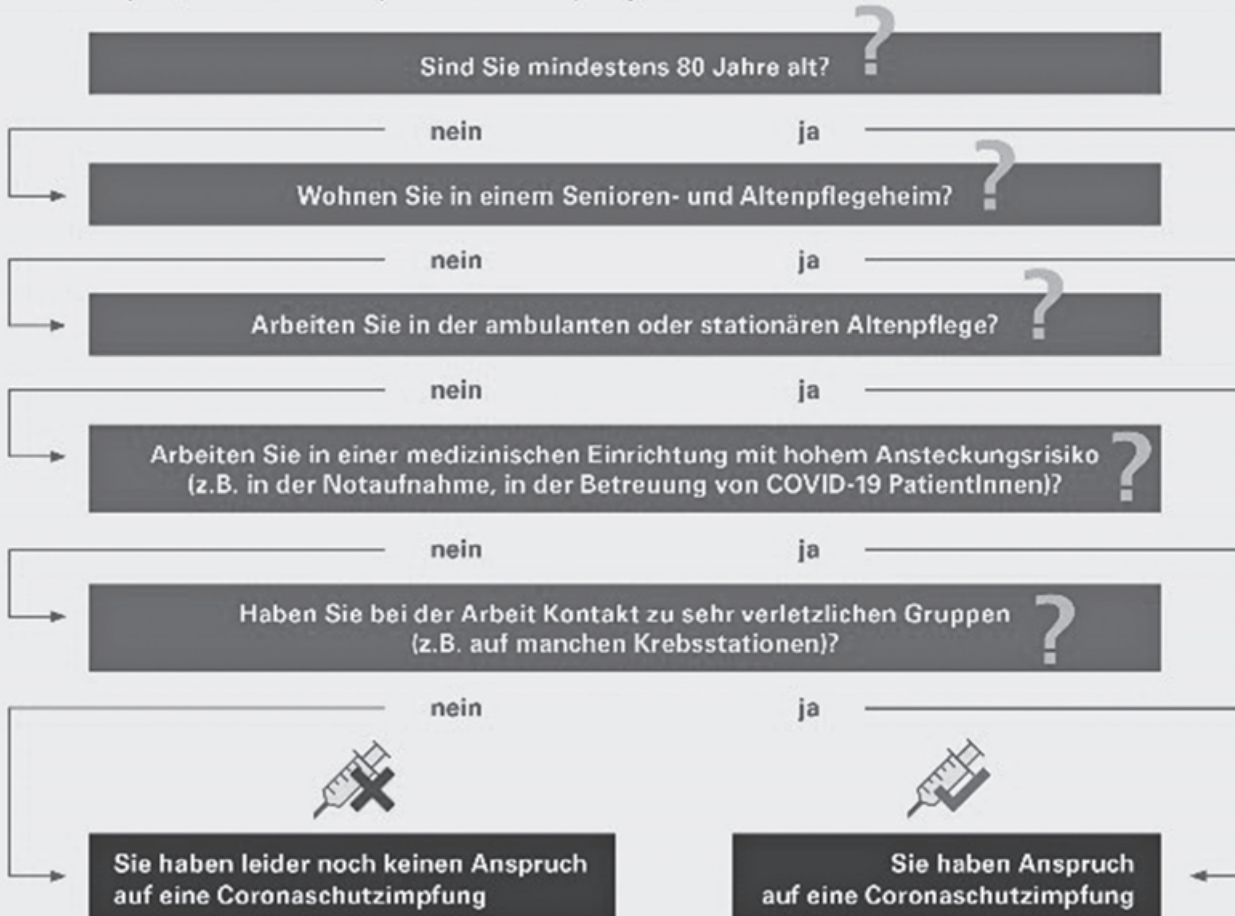 Sind Sie mindestens 80 Jahre alt? ?
nein ja
Wohnen Sie in einem Senioren- und Altenpflegeheim? ?
nein ja
Arbeiten Sie in der ambulanten oder stationären Altenpflege? ?
nein ja
Arbeiten Sie in einer medizinischen Einrichtung mit hohem Ansteckungsrisiko ?
(z.B. in der Notaufnahme, in der Betreuung von COVID-19 PatientInnen)?
nein ja
Haben Sie bei der Arbeit Kontakt zu sehr verletzlichen Gruppen ?
(z.B. auf manchen Krebsstationen)?
nein ja
Sie haben leider noch keinen Anspruch
auf eine Coronaschutzimpfung
Sie haben Anspruch
auf eine Coronaschutzimpfung